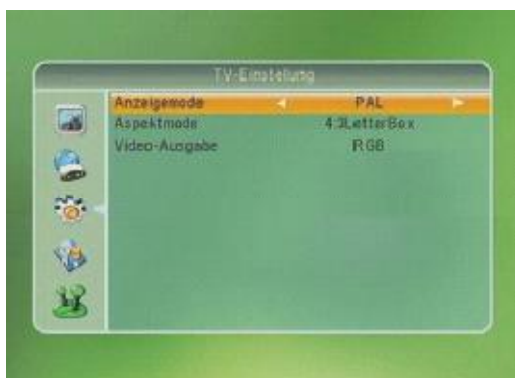 TV-Einstellung
Anzeigemode PAL
Aspektmode 4:3LetterBox
Video-Ausgabe RGB